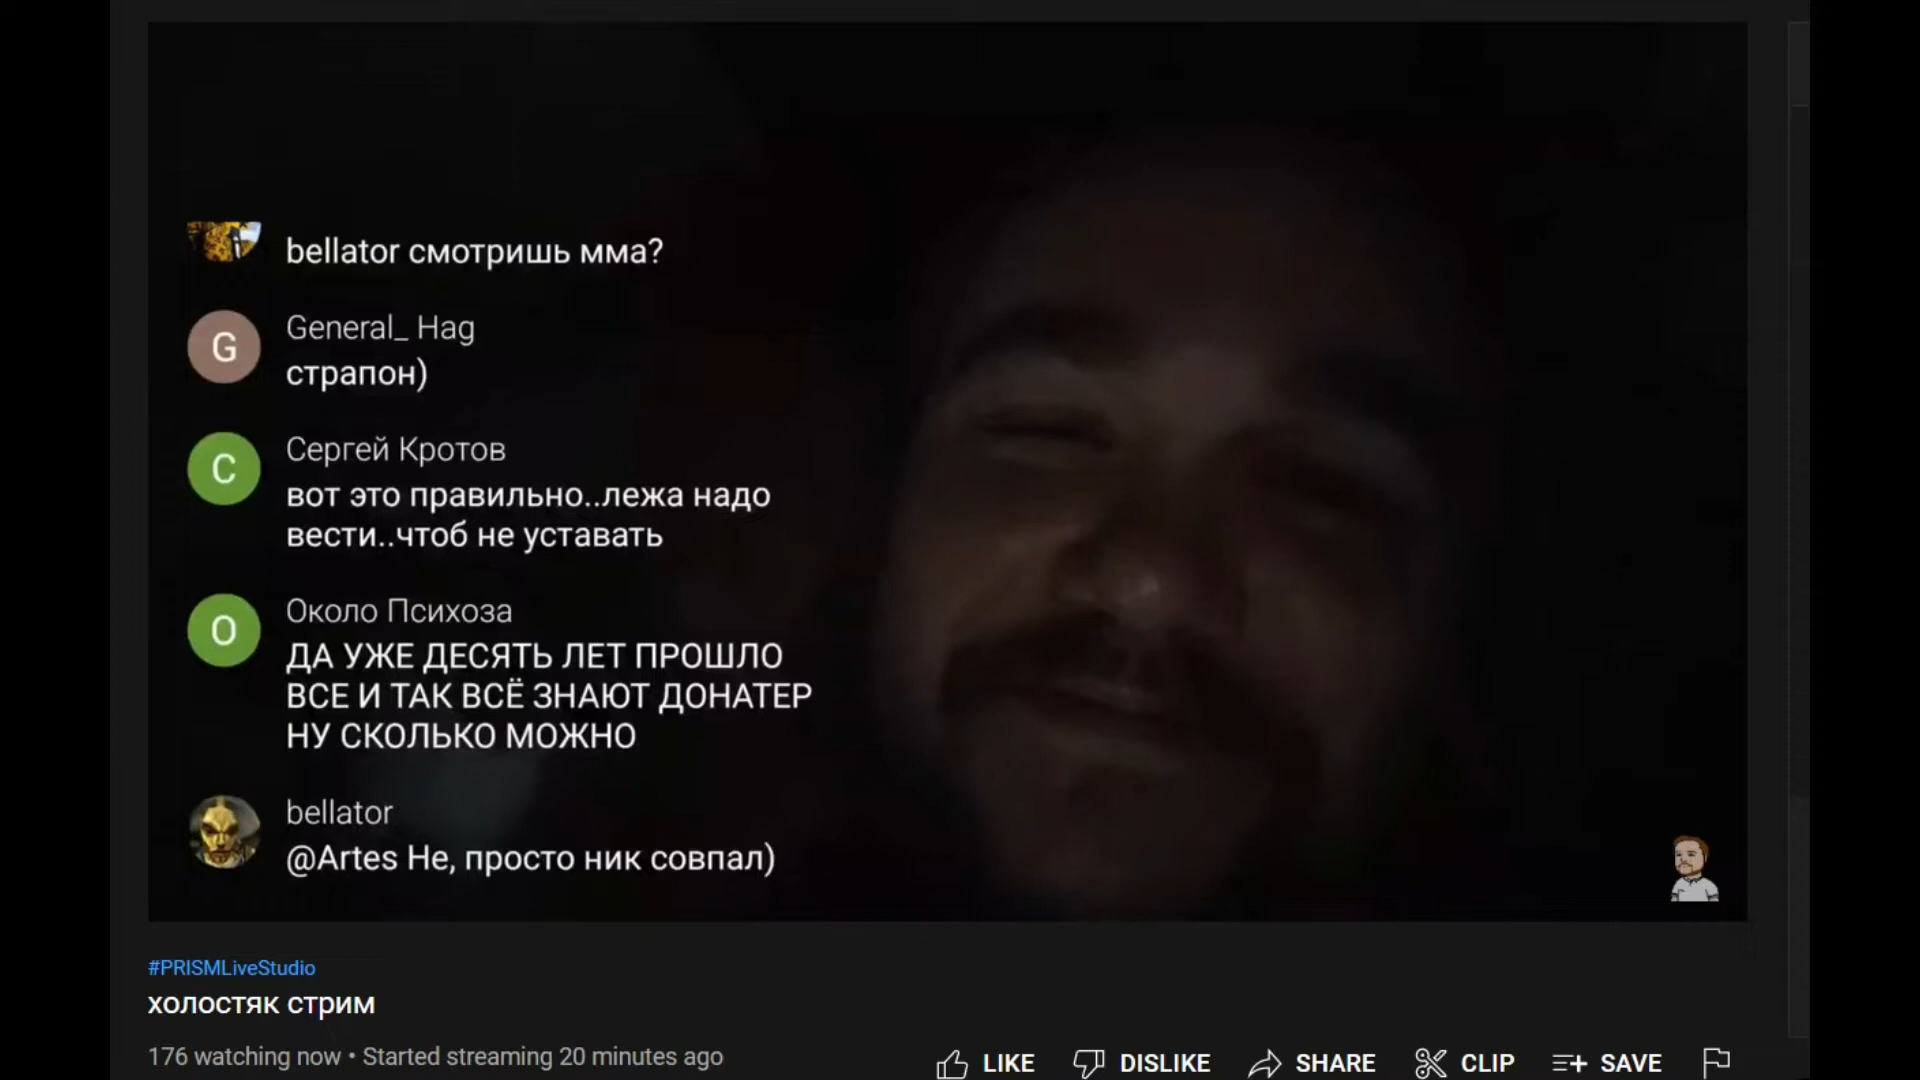 bellator смотришь мма?
G
General_ Hag
страпон)
С
Сергей Кротов
вот это правильно..лежа надо
вести..чтоб не уставать
О
Около Психоза
ДА УЖЕ ДЕСЯТЬ ЛЕТ ПРОШЛО
ВСЕ И ТАК ВСЁ ЗНАЮТ ДОНАТЕР
НУ СКОЛЬКО МОЖНО
bellator
@Artes Не, просто ник совпал)
#PRISMLiveStudio
холостяк стрим
176 watching now • Started streaming 20 minutes ago
LIKE DISLIKE SHARE CLIP SAVE